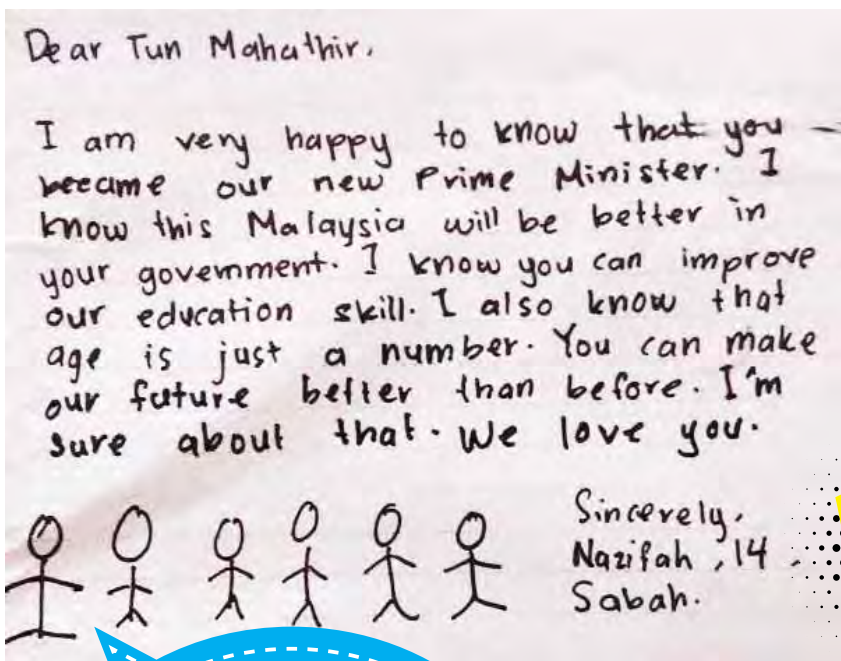 Dear Tun Mahathir.
I am very happy to know that you
became our new Prime Minister. I
know this Malaysia will be better in
your government. I know you can improve
our education skill. I also know that
age is just a number. You can make
our future better than before. I'm
sure about that. We love you.
Sincerely,
Nazifah, 14,
Sabah.